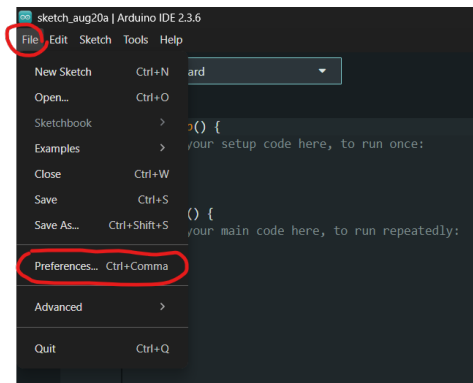 sketch_aug20a | Arduino IDE 2.3.6
File Edit Sketch Tools Help
New Sketch Ctrl+N
ard
Open... Ctrl+O
Sketchbook
() {
Examples
your setup code here, to run once:
Close Ctrl+W
Save Ctrl+S
() {
Save As... Ctrl+Shift+S
your main code here, to run repeatedly:
Preferences... Ctrl+Comma
Advanced
Quit Ctrl+Q